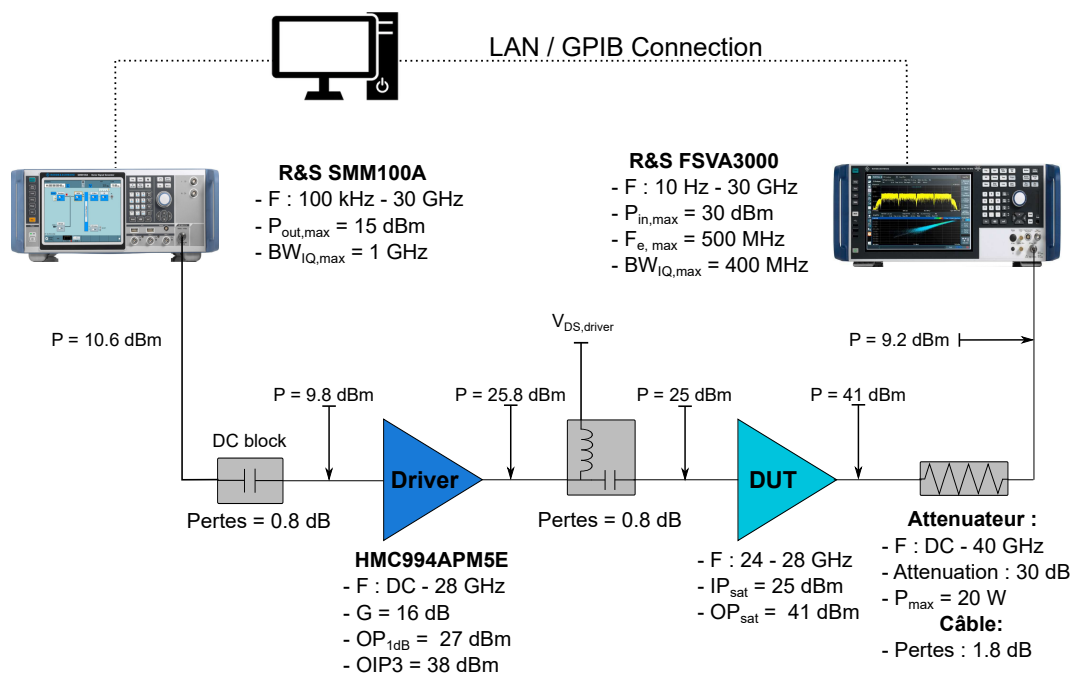 LAN / GPIB Connection
R&S SMM100A
- F : 100 kHz - 30 GHz
- Pout,max = 15 dBm
- BWIQ,max = 1 GHz
R&S FSVA3000
- F : 10 Hz - 30 GHz
- Pin,max = 30 dBm
- Fe, max = 500 MHz
- BWIQ,max = 400 MHz
P = 10.6 dBm
VDS,driver
P = 9.2 dBm
P = 9.8 dBm
P = 25.8 dBm
P = 25 dBm
P = 41 dBm
DC block
Driver
DUT
Pertes = 0.8 dB
Pertes = 0.8 dB
HMC994APM5E
- F : DC - 28 GHz
- G = 16 dB
- OP1dB = 27 dBm
- OIP3 = 38 dBm
- F : 24 - 28 GHz
- IPsat = 25 dBm
- OPsat = 41 dBm
Attenuateur :
- F : DC - 40 GHz
- Attenuation : 30 dB
- Pmax = 20 W
Câble:
- Pertes : 1.8 dB